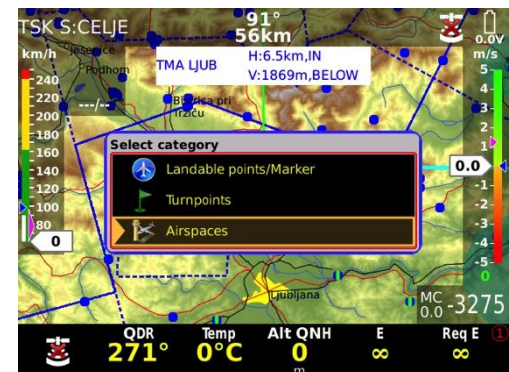 TSK S:CELJE
91°
56km
0.0V
km/h
m/s
Jesenice
Podhom
TMA LJUB
H:6.5km,IN
V:1869m,BELOW
240
220
200
180
160
140
120
100
80
0
---/---
Tržiču
5
4
3
2
1
0.0
-1
-2
-3
-4
-5
0
Select category
Landable points/Marker
Turnpoints
Airspaces
Ljubljana
MC
0.0
-3275
QDR
271°
Temp
0°C
Alt QNH
0
m
E
∞
Req E
∞
1